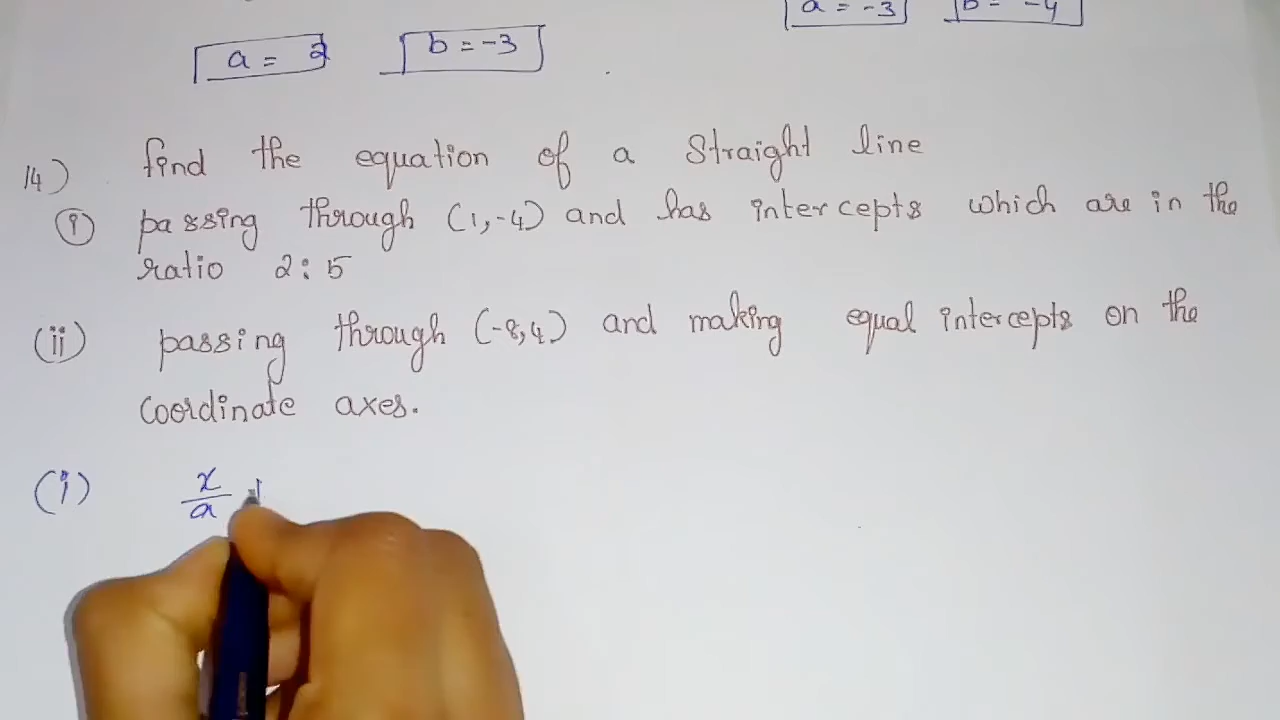 a = -3 b = -4
a = 2 b = -3
14) find the equation of a straight line
(i) passing through (1,-4) and has intercepts which are in the
ratio 2:5
(ii) passing through (-8,4) and making equal intercepts on the
coordinate axes.
(i) x/a +